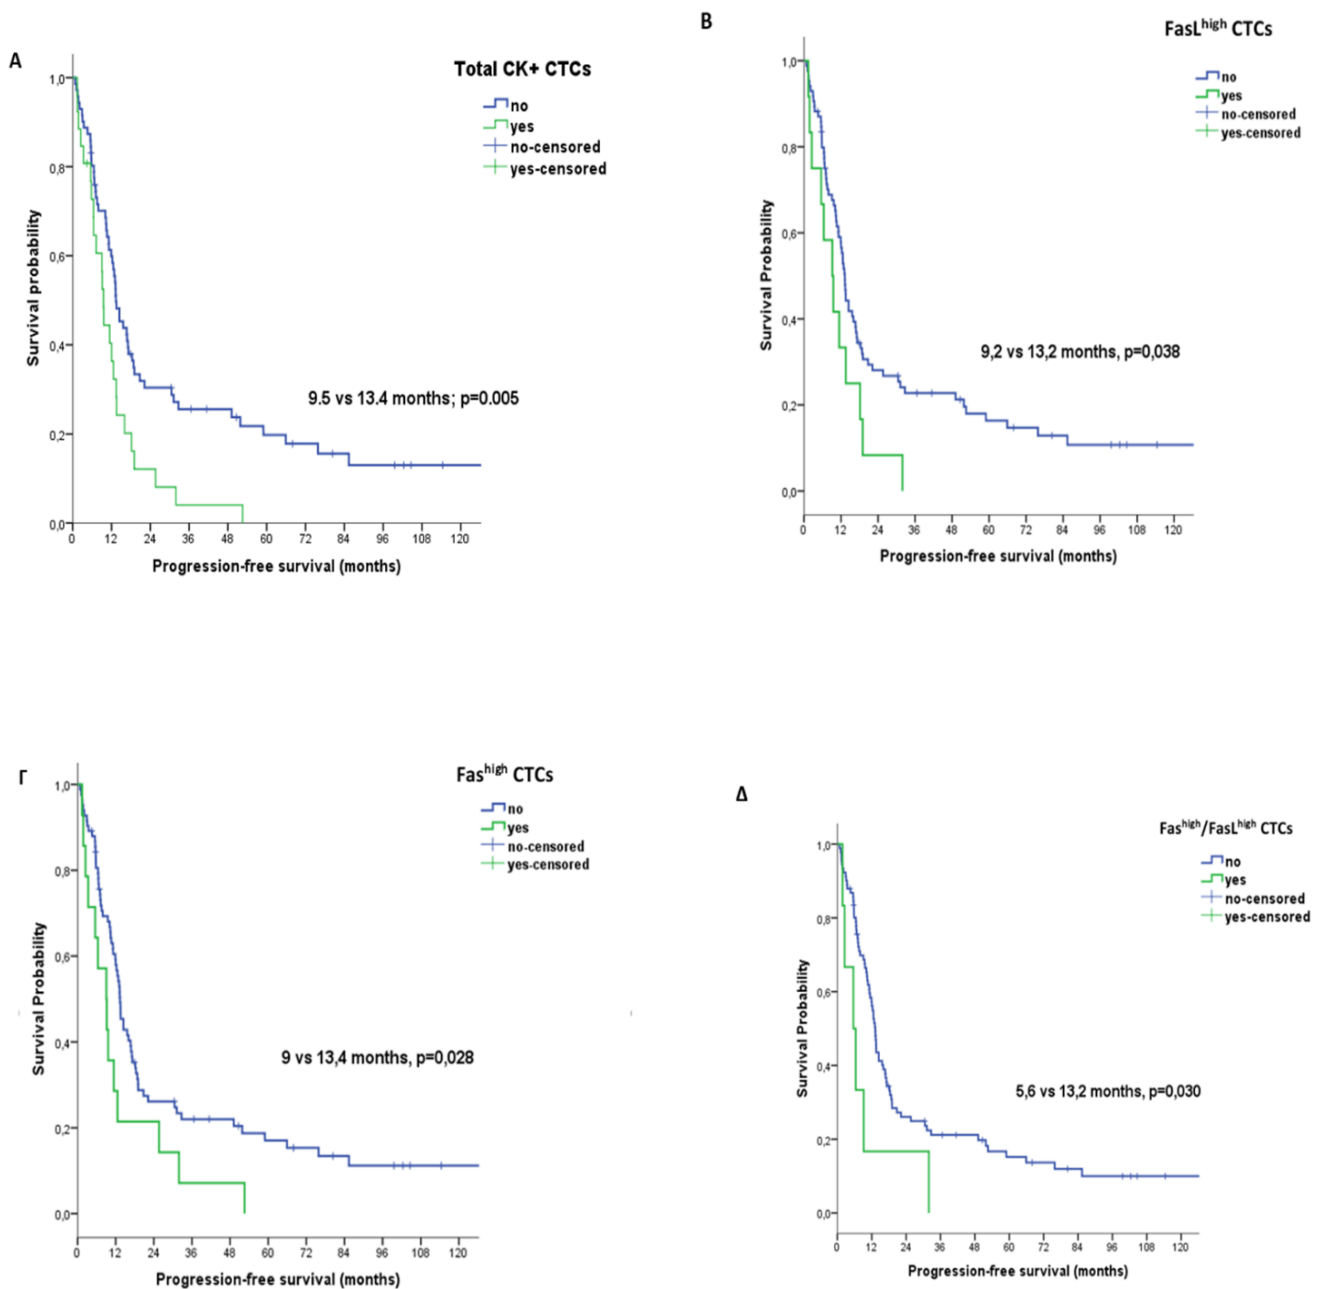 A
Total CK+ CTCs
no
yes
no-censored
yes-censored
Survival probability
1,0
0,8
0,6
0,4
0,2
0,0
9.5 vs 13.4 months; p=0.005
0 12 24 36 48 60 72 84 96 108 120
Progression-free survival (months)
B
FasLhigh CTCs
no
yes
no-censored
yes-censored
Survival Probability
1,0
0,8
0,6
0,4
0,2
0,0
9,2 vs 13,2 months, p=0,038
0 12 24 36 48 60 72 84 96 108 120
Progression-free survival (months)
Γ
Fashigh CTCs
no
yes
no-censored
yes-censored
Survival Probability
1,0
0,8
0,6
0,4
0,2
0,0
9 vs 13,4 months, p=0,028
0 12 24 36 48 60 72 84 96 108 120
Progression-free survival (months)
Δ
Fashigh/FasLhigh CTCs
no
yes
no-censored
yes-censored
Survival Probability
1,0
0,8
0,6
0,4
0,2
0,0
5,6 vs 13,2 months, p=0,030
0 12 24 36 48 60 72 84 96 108 120
Progression-free survival (months)